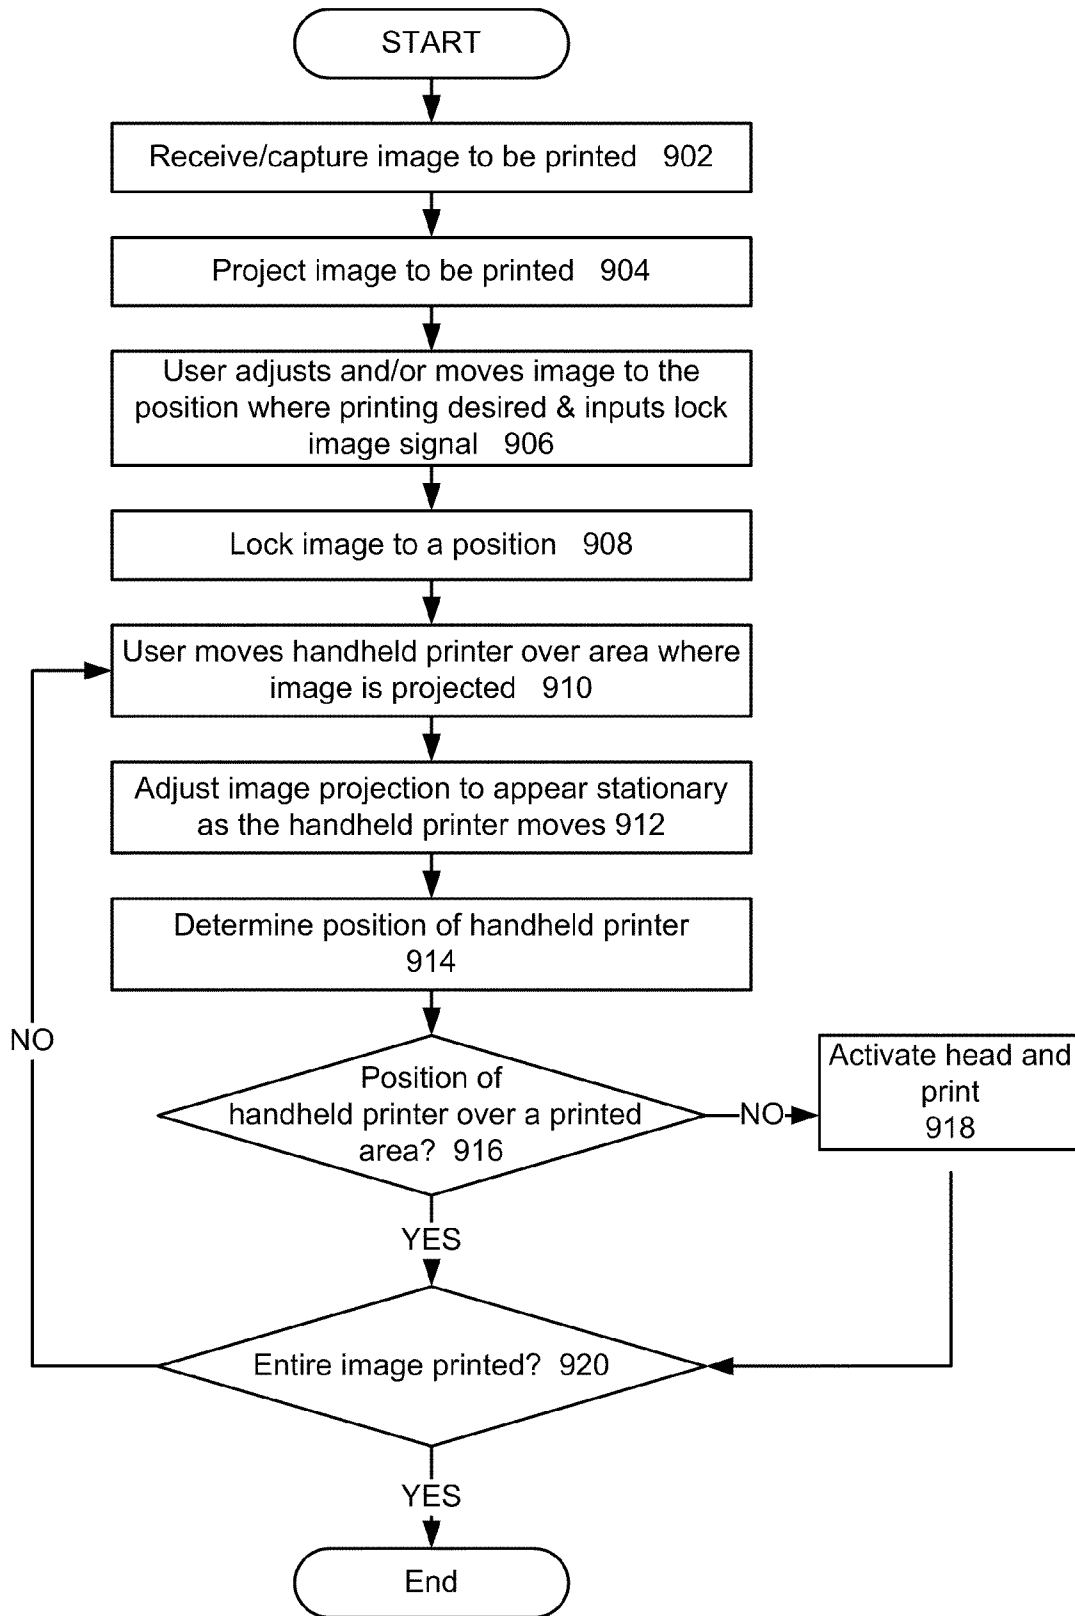 START
Receive/capture image to be printed 902
Project image to be printed 904
User adjusts and/or moves image to the
position where printing desired & inputs lock
image signal 906
Lock image to a position 908
User moves handheld printer over area where
image is projected 910
Adjust image projection to appear stationary
as the handheld printer moves 912
Determine position of handheld printer
914
NO
Position of
handheld printer over a printed
area? 916
NO
Activate head and
print
918
YES
Entire image printed? 920
YES
End